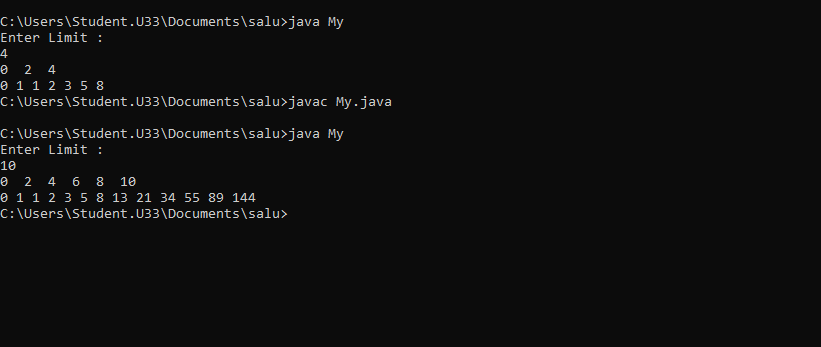 C:\Users\Student.U33\Documents\salu>java My
Enter Limit :
4
0  2  4
0 1 1 2 3 5 8
C:\Users\Student.U33\Documents\salu>javac My.java
C:\Users\Student.U33\Documents\salu>java My
Enter Limit :
10
0  2  4  6  8  10
0 1 1 2 3 5 8 13 21 34 55 89 144
C:\Users\Student.U33\Documents\salu>